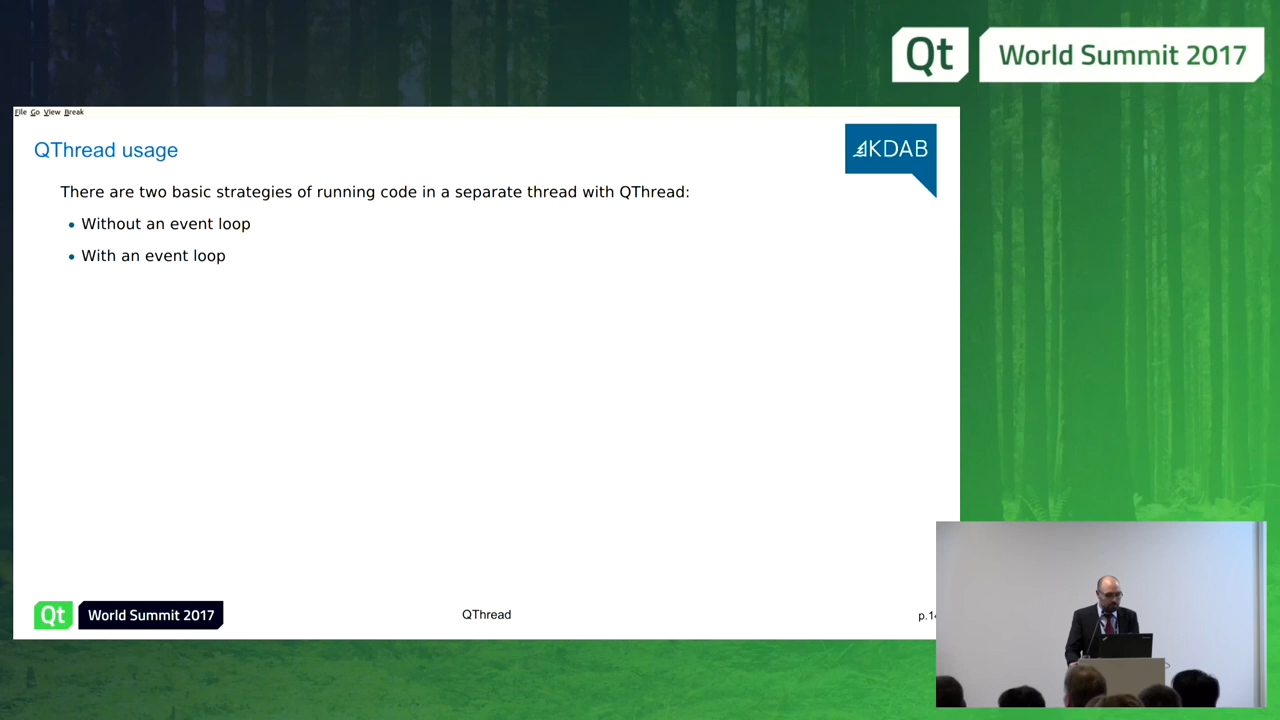 Qt World Summit 2017
File Go View Break
QThread usage
KDAB
There are two basic strategies of running code in a separate thread with QThread:
• Without an event loop
• With an event loop
Qt World Summit 2017
QThread